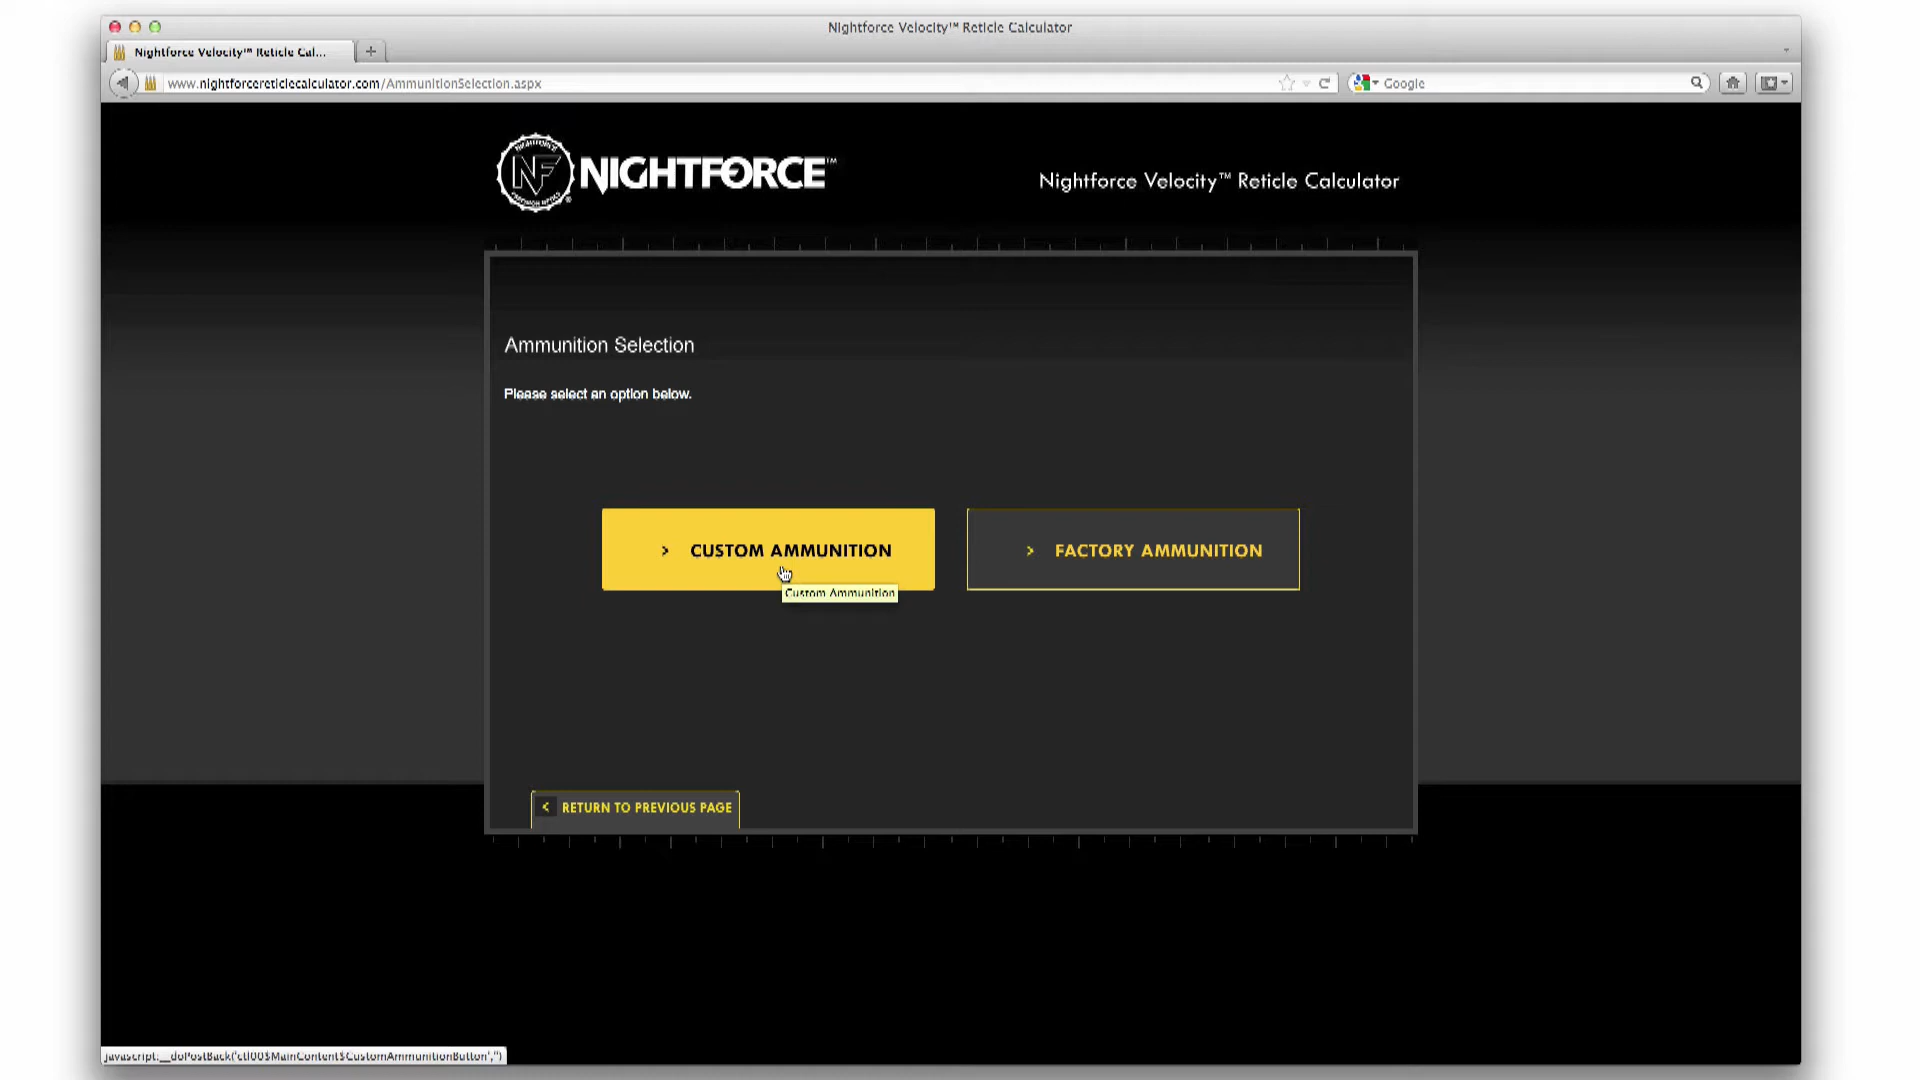 Nightforce Velocity™ Reticle Calculator
Nightforce Velocity™ Reticle Cal...
www.nightforcereticlecalculator.com/AmmunitionSelection.aspx
Google
NF
NIGHTFORCE™
Nightforce Velocity™ Reticle Calculator
Ammunition Selection
Please select an option below.
> CUSTOM AMMUNITION
> FACTORY AMMUNITION
Custom Ammunition
< RETURN TO PREVIOUS PAGE
javascript:__doPostBack('ctl00$MainContent$CustomAmmunitionButton','')